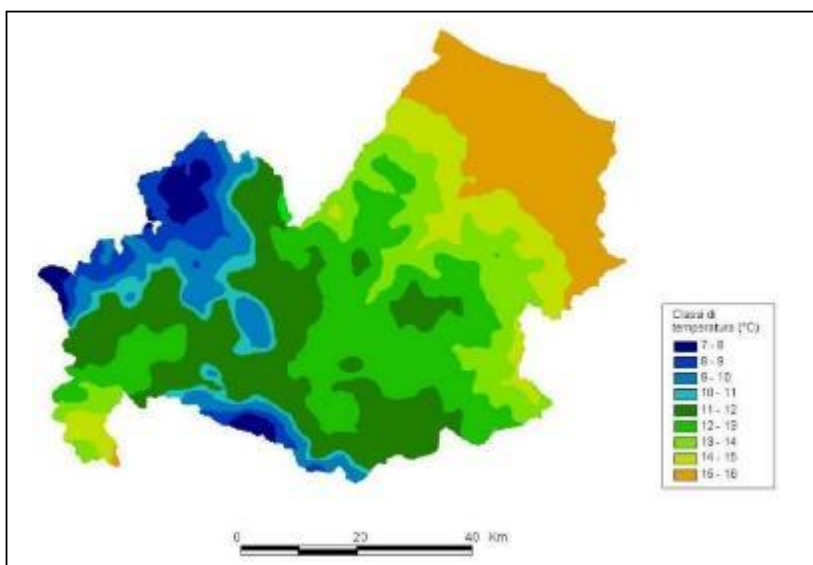 Classi di
temperatura (°C)
7 - 8
8 - 9
9 - 10
10 - 11
11 - 12
12 - 13
13 - 14
14 - 15
15 - 16
0 20 40 Km